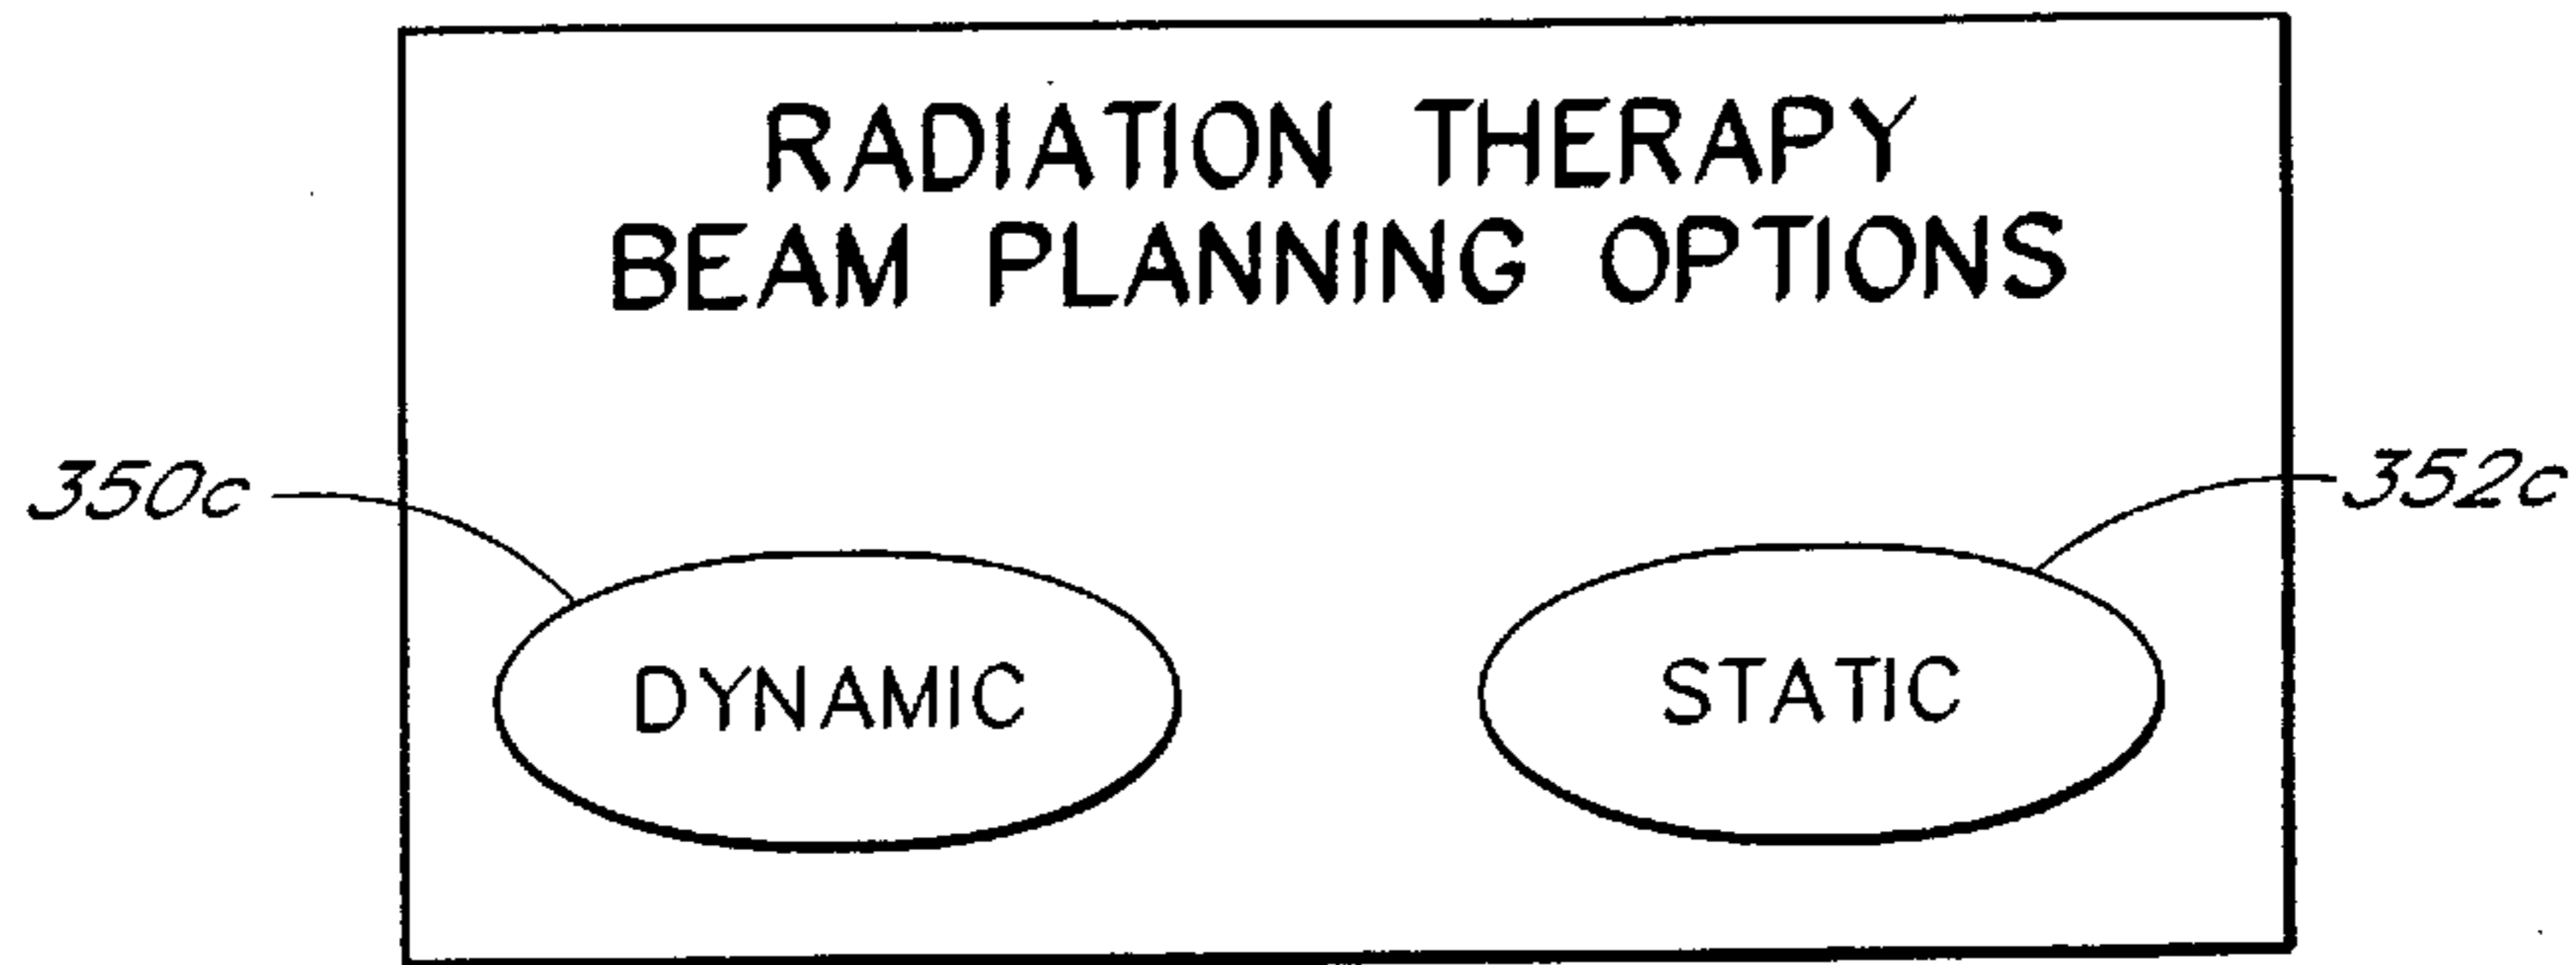 RADIATION THERAPY
BEAM PLANNING OPTIONS
350c
352c
DYNAMIC
STATIC